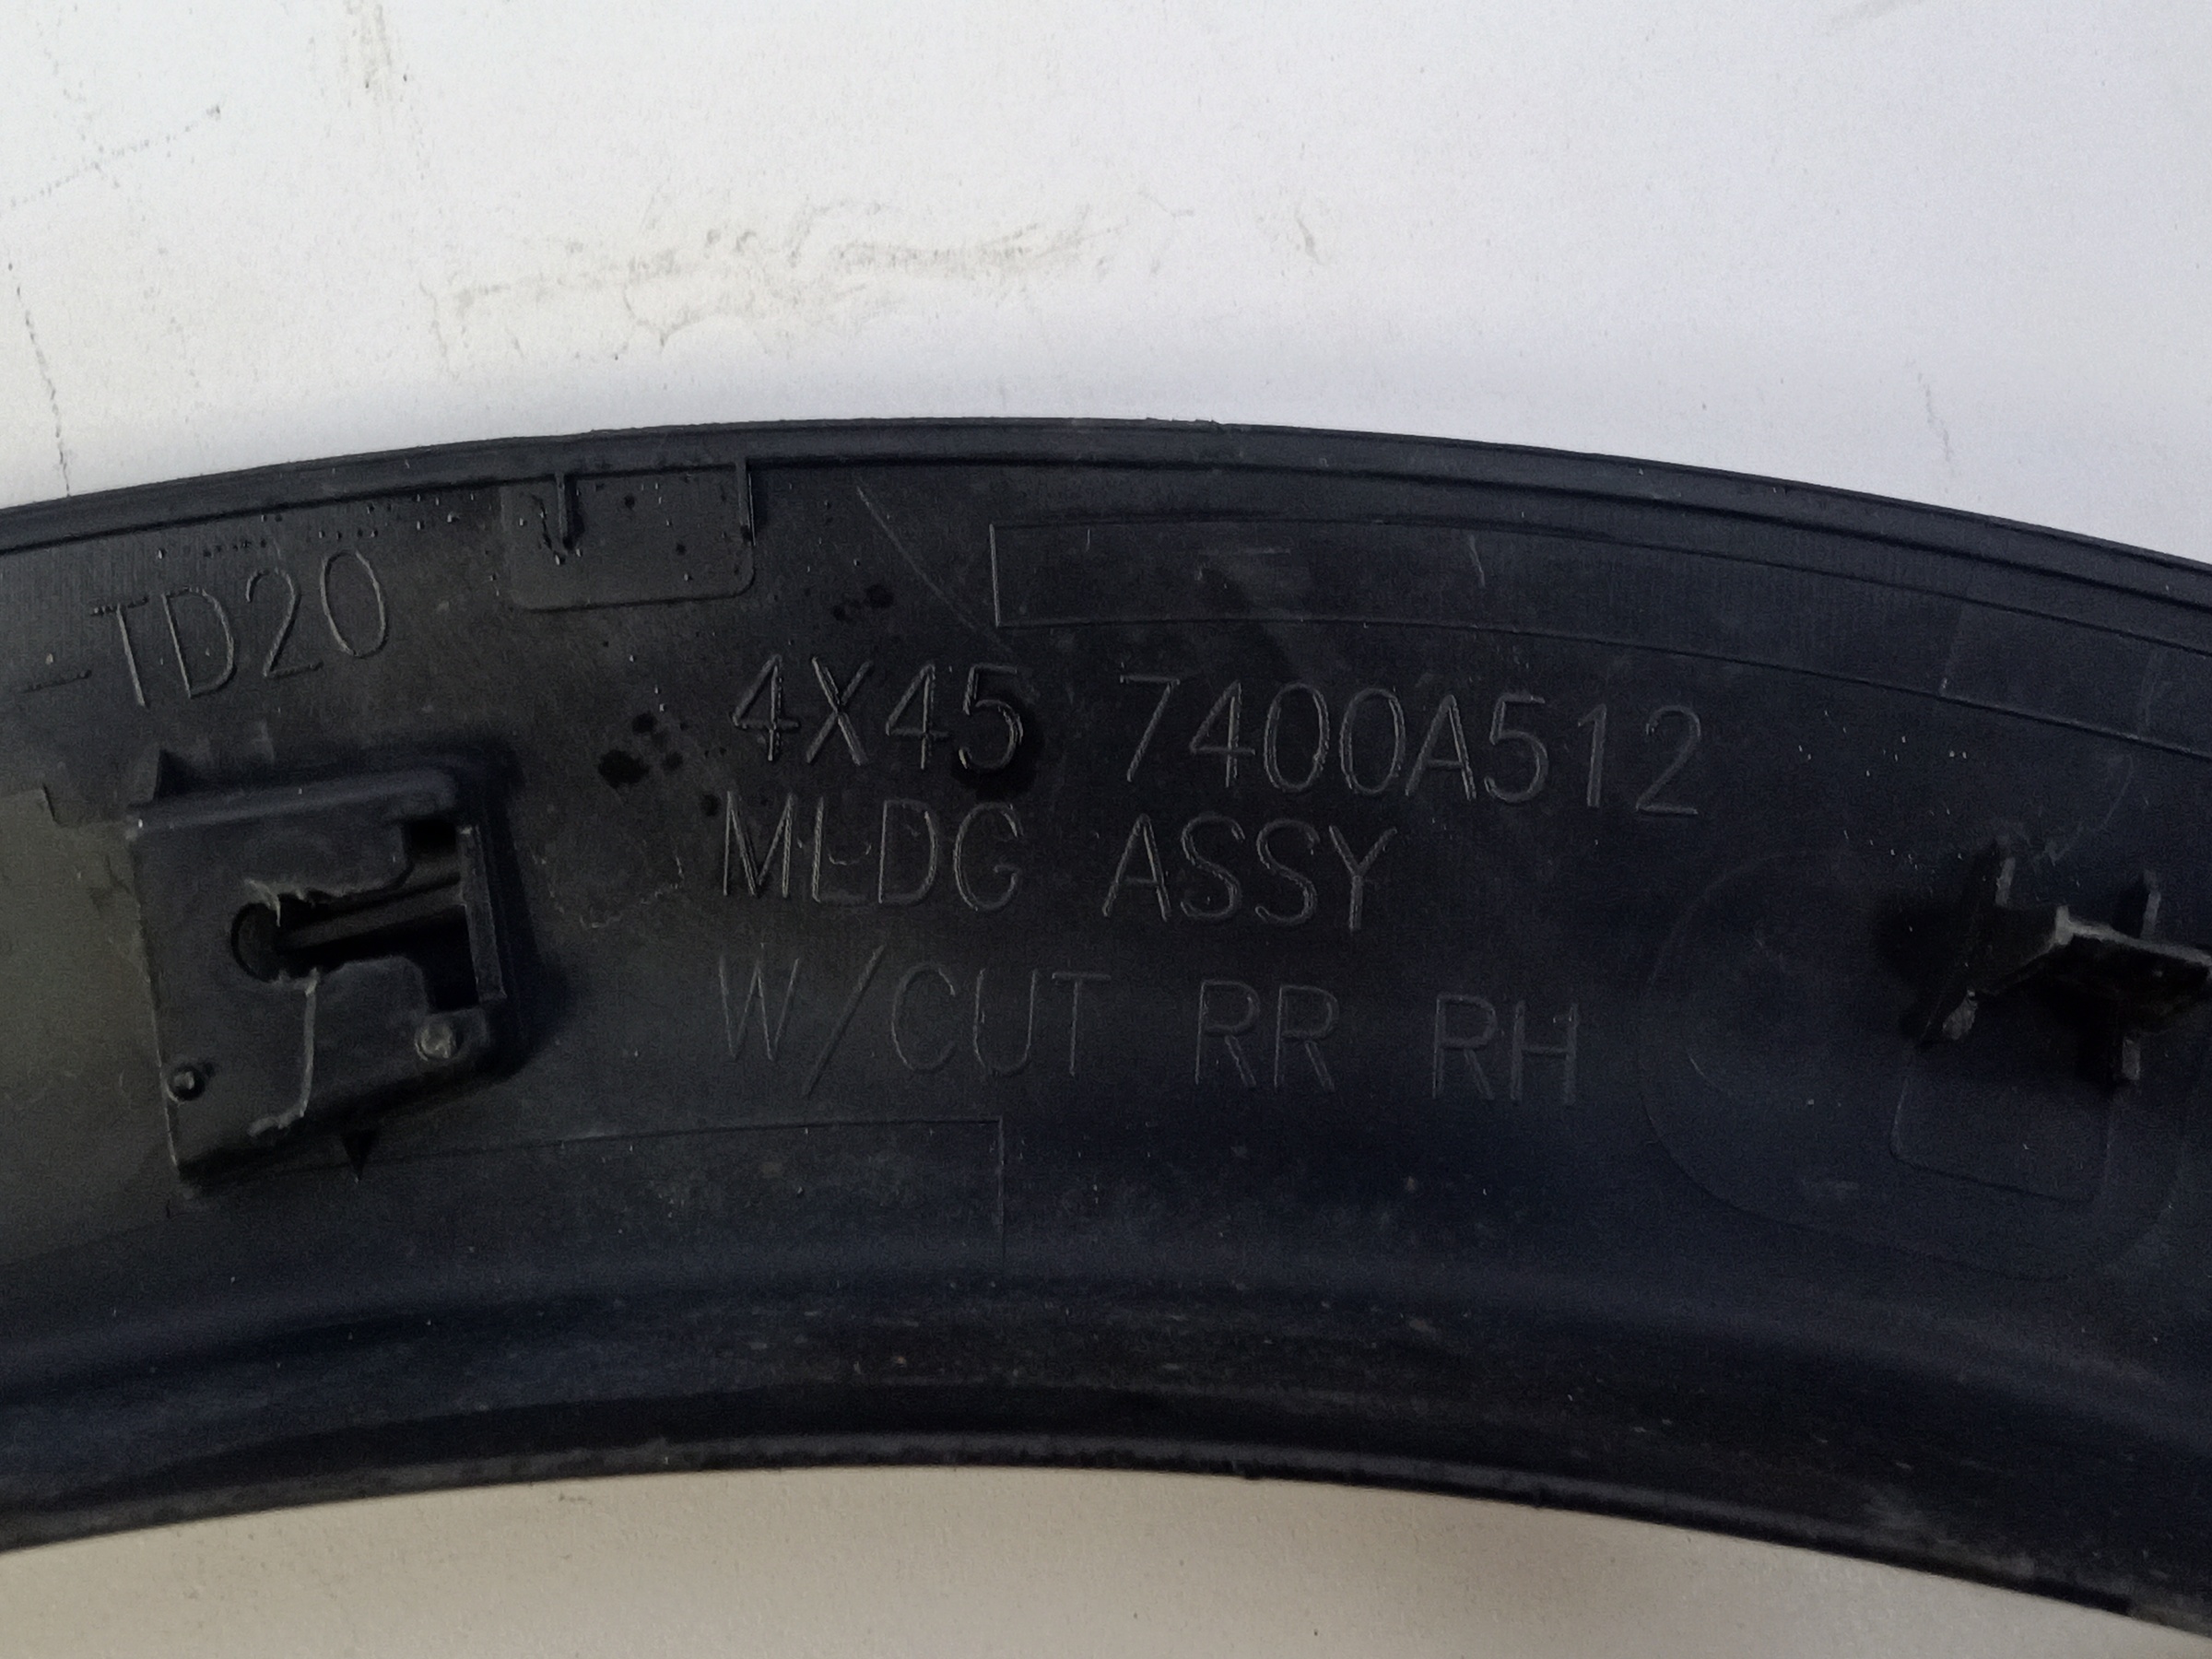 -TD20
4X45 7400A512
MLDG ASSY
W/CUT RR RH